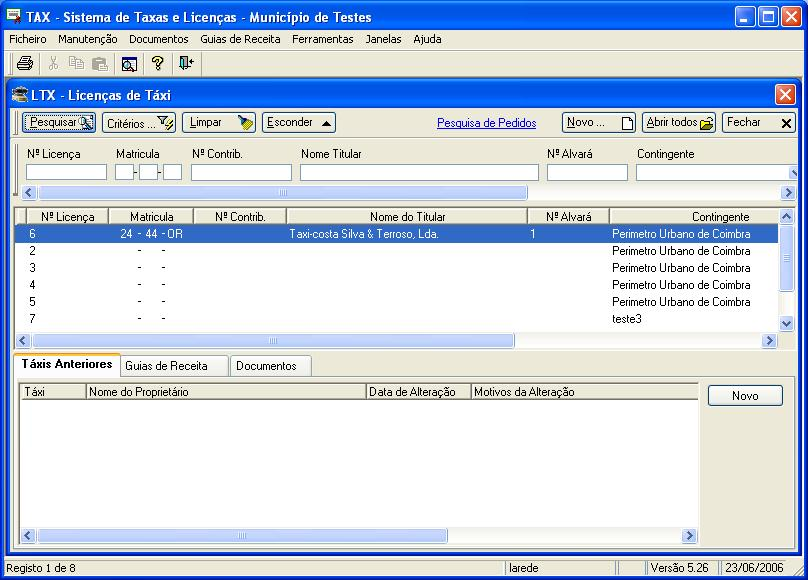 TAX - Sistema de Taxas e Licenças - Município de Testes
Ficheiro Manutenção Documentos Guias de Receita Ferramentas Janelas Ajuda
LTX - Licenças de Táxi
Pesquisar Critérios ... Limpar Esconder Pesquisa de Pedidos Novo ... Abrir todos Fechar
Nº Licença Matricula Nº Contrib. Nome Titular Nº Alvará Contingente
- -
Nº Licença Matricula Nº Contrib. Nome do Titular Nº Alvará Contingente
6 24 - 44 -OR Taxi-costa Silva & Terroso, Lda. 1 Perimetro Urbano de Coimbra
2 - - Perimetro Urbano de Coimbra
3 - - Perimetro Urbano de Coimbra
4 - - Perimetro Urbano de Coimbra
5 - - Perimetro Urbano de Coimbra
7 - - teste3
Táxis Anteriores Guias de Receita Documentos
Táxi Nome do Proprietário Data de Alteração Motivos da Alteração
Novo
Registo 1 de 8 larede Versão 5.26 23/06/2006